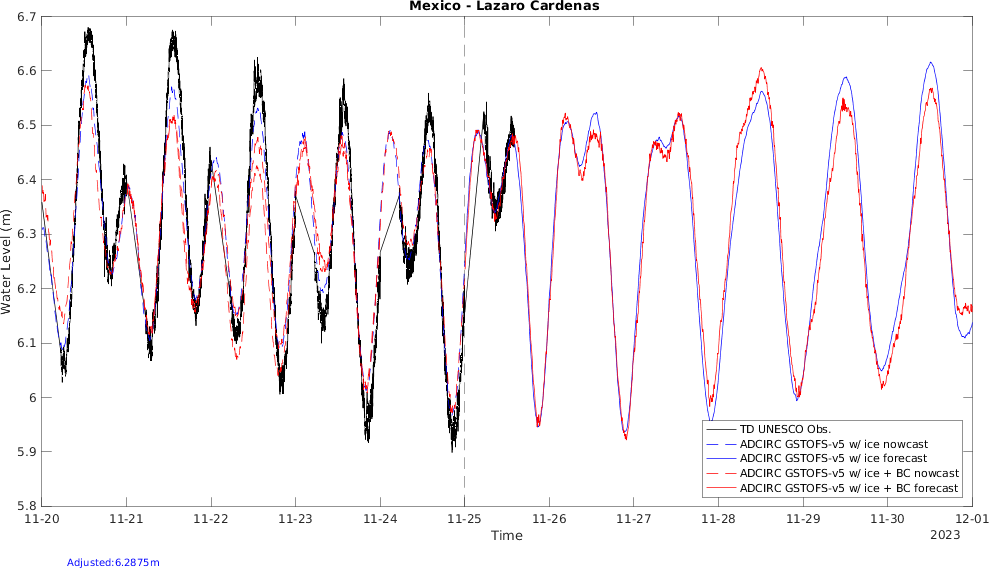 Mexico - Lazaro Cardenas
6.7
6.6
6.5
6.4
6.3
6.2
6.1
6
5.9
5.8
Water Level (m)
11-20
11-21
11-22
11-23
11-24
11-25
11-26
11-27
11-28
11-29
11-30
12-01
Time
2023
TD UNESCO Obs.
ADCIRC GSTOFS-v5 w/ ice nowcast
ADCIRC GSTOFS-v5 w/ ice forecast
ADCIRC GSTOFS-v5 w/ ice + BC nowcast
ADCIRC GSTOFS-v5 w/ ice + BC forecast
Adjusted:6.2875m